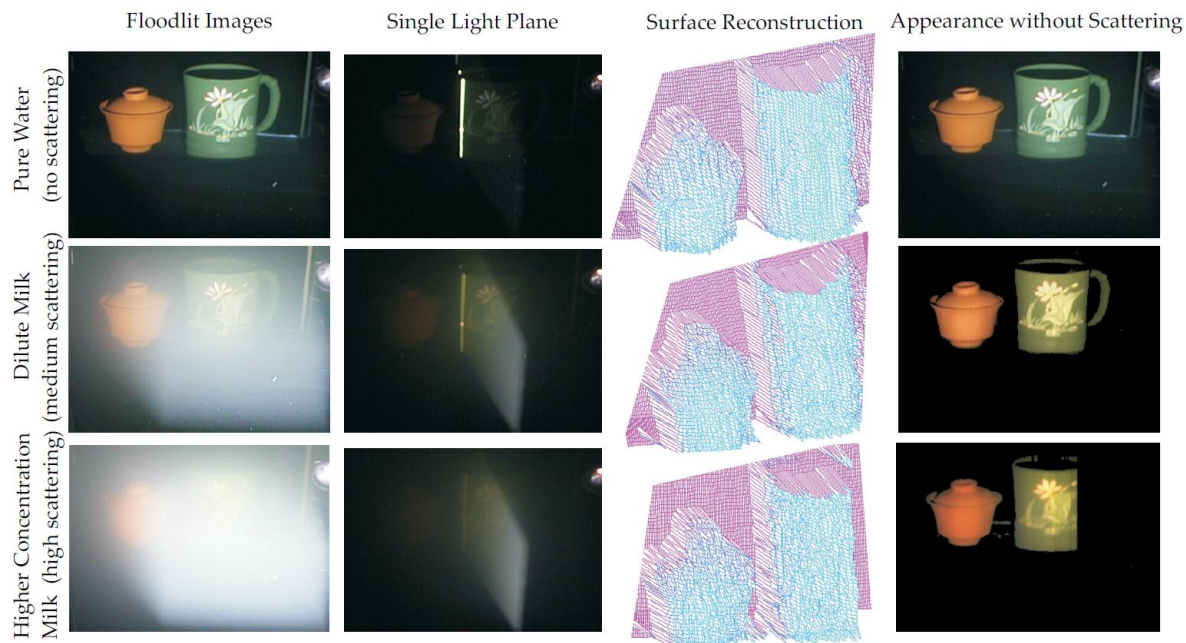 Floodlit Images
Single Light Plane
Surface Reconstruction
Appearance without Scattering
Pure Water
(no scattering)
Dilute Milk
(medium scattering)
Higher Concentration
Milk (high scattering)